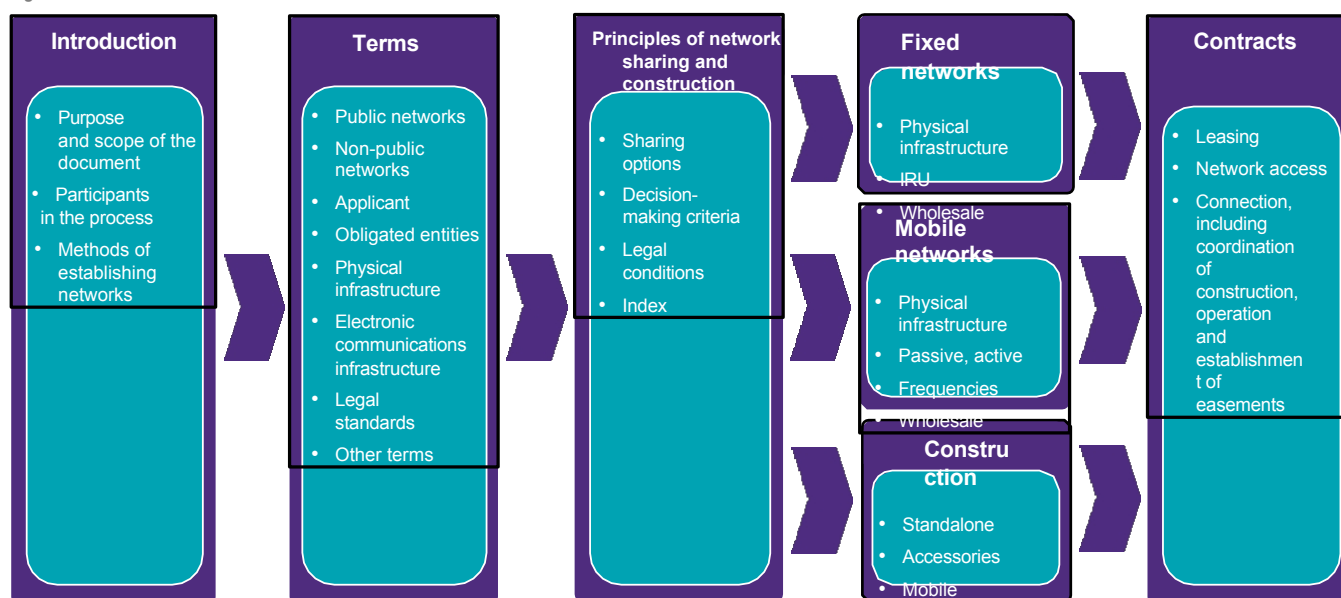 Introduction
• Purpose
and scope of the
document
• Participants
in the process
• Methods of
establishing
networks
Terms
• Public networks
• Non-public
networks
• Applicant
• Obligated entities
• Physical
infrastructure
• Electronic
communications
infrastructure
• Legal
standards
• Other terms
Principles of network
sharing and
construction
• Sharing
options
• Decision-
making criteria
• Legal
conditions
• Index
Fixed
networks
• Physical
infrastructure
• IRU
• Wholesale
Mobile
networks
• Physical
infrastructure
• Passive, active
• Frequencies
• Wholesale
Constru
ction
• Standalone
• Accessories
• Mobile
Contracts
• Leasing
• Network access
• Connection,
including
coordination
of
construction,
operation
and
establishmen
t of
easements